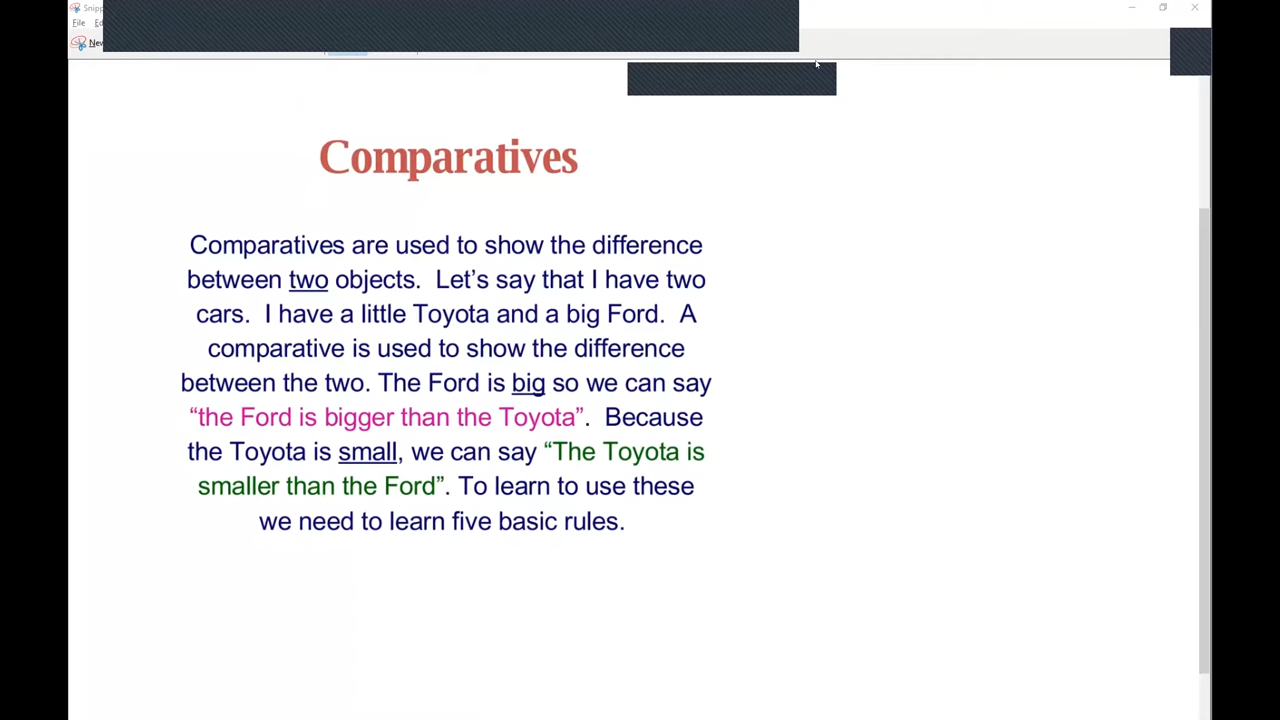 Snippi
File
New
Comparatives
Comparatives are used to show the difference
between two objects.  Let’s say that I have two
cars.  I have a little Toyota and a big Ford.  A
comparative is used to show the difference
between the two. The Ford is big so we can say
“the Ford is bigger than the Toyota”.  Because
the Toyota is small, we can say “The Toyota is
smaller than the Ford”. To learn to use these
we need to learn five basic rules.